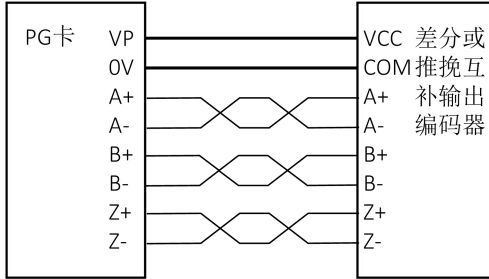 PG卡 VP VCC 差分或
0V COM 推挽互
A+ A+ 补输出
A- A- 编码器
B+ B+
B- B-
Z+ Z+
Z- Z-